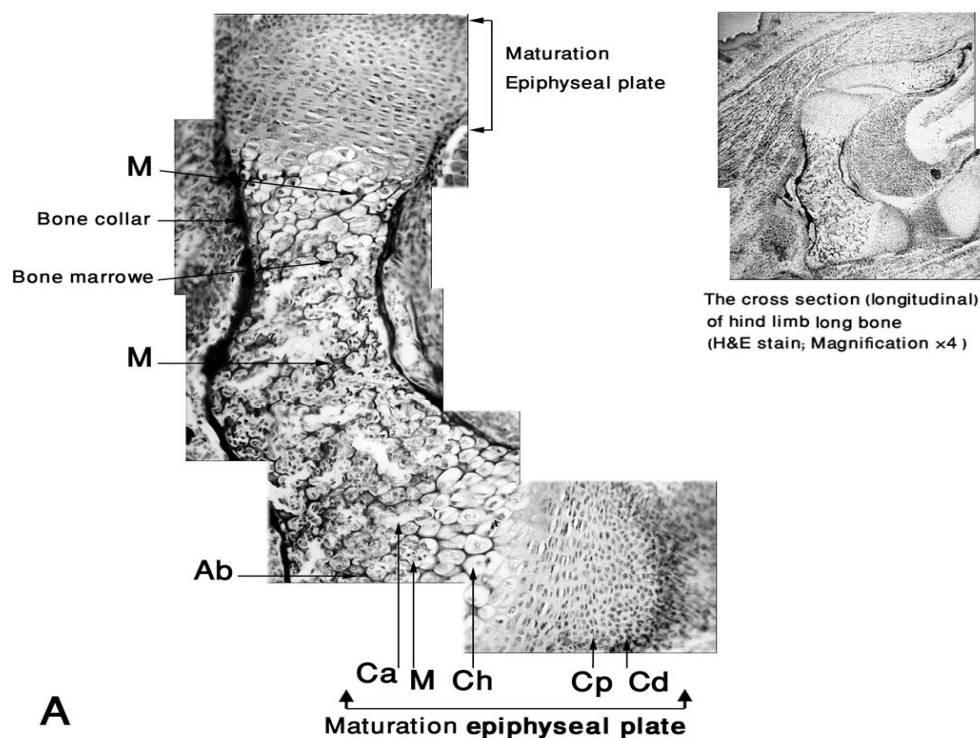 Maturation
Epiphyseal plate
M
Bone collar
Bone marrowe
M
The cross section (longitudinal)
of hind limb long bone
(H&E stain; Magnification ×4 )
Ab
Ca M Ch Cp Cd
A
Maturation epiphyseal plate